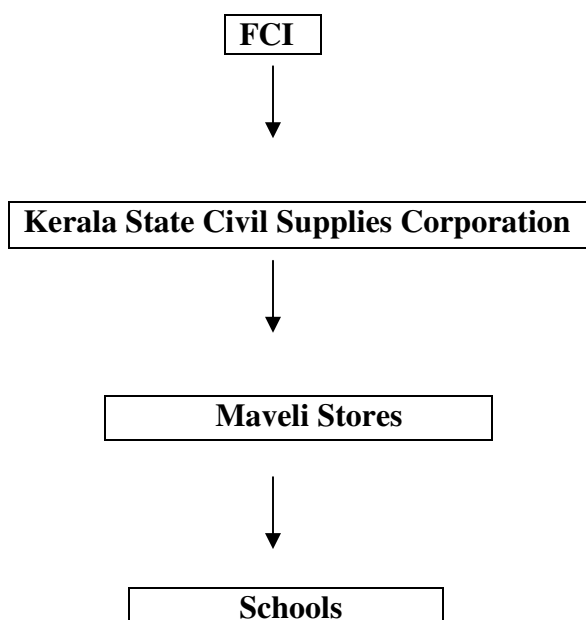 FCI
Kerala State Civil Supplies Corporation
Maveli Stores
Schools